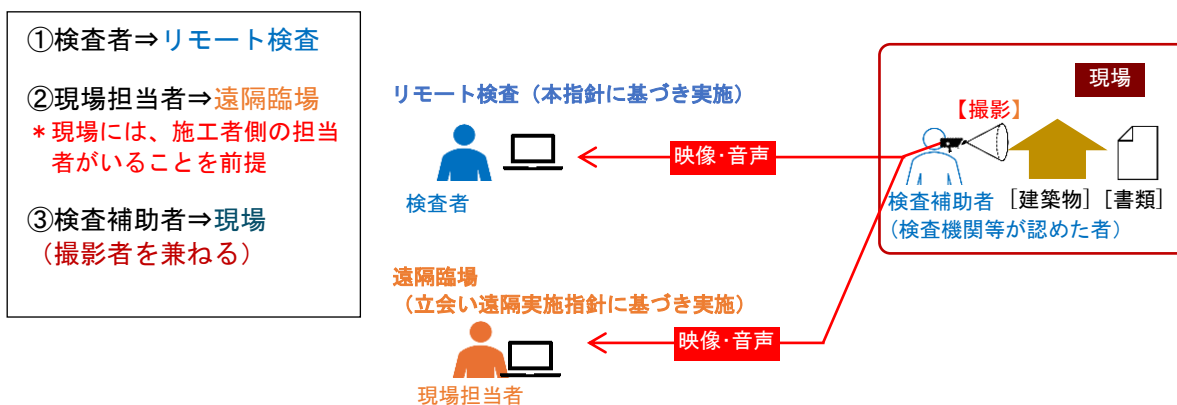 ①検査者⇒リモート検査
②現場担当者⇒遠隔臨場
＊現場には、施工者側の担当
者がいることを前提
③検査補助者⇒現場
（撮影者を兼ねる）
リモート検査（本指針に基づき実施）
検査者
映像・音声
遠隔臨場
（立会い遠隔実施指針に基づき実施）
現場担当者
映像・音声
現場
【撮影】
検査補助者
［建築物］
［書類］
（検査機関等が認めた者）